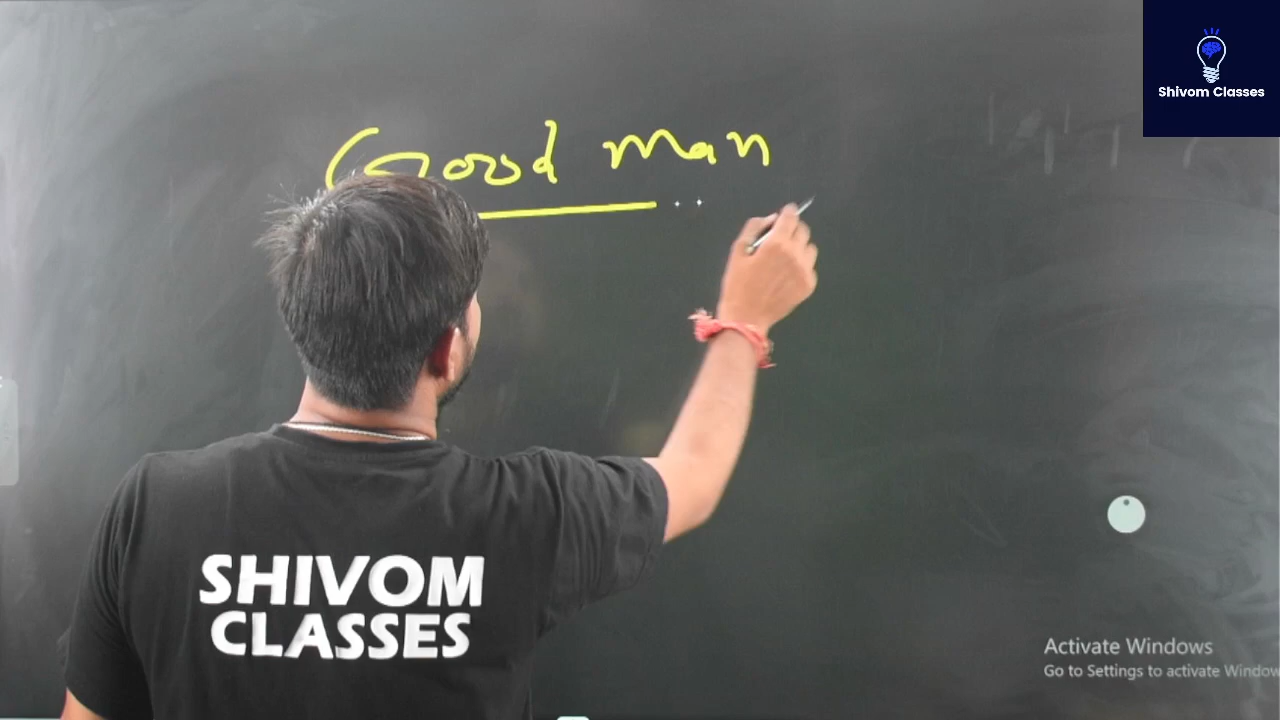 Shivom Classes
Good man
SHIVOM
CLASSES
Activate Windows
Go to Settings to activate Window